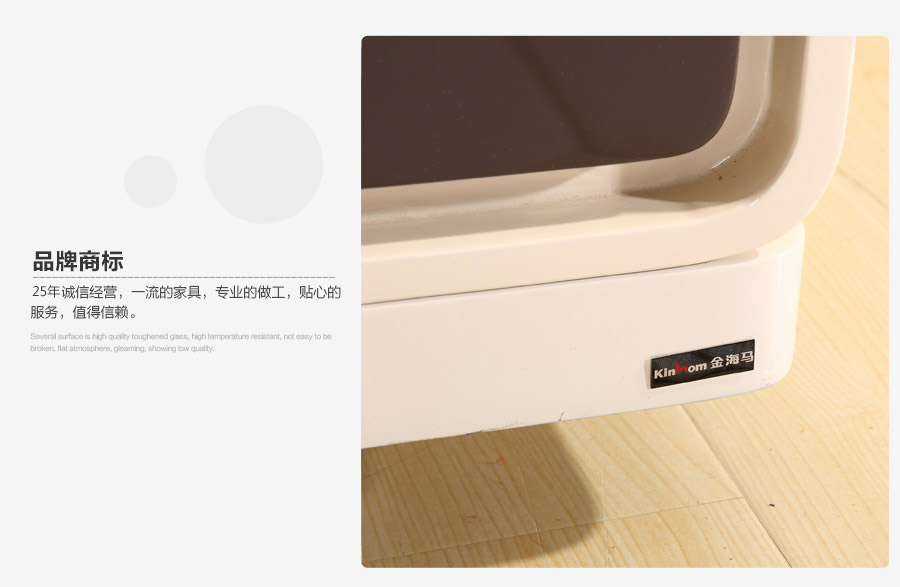 品牌商标
25年诚信经营，一流的家具，专业的做工，贴心的
服务，值得信赖。
Several surface is high quality toughened glass, high temperature resistant, not easy to be
broken, flat atmosphere, gleaming, showing low quality.
Kinhom 金海马